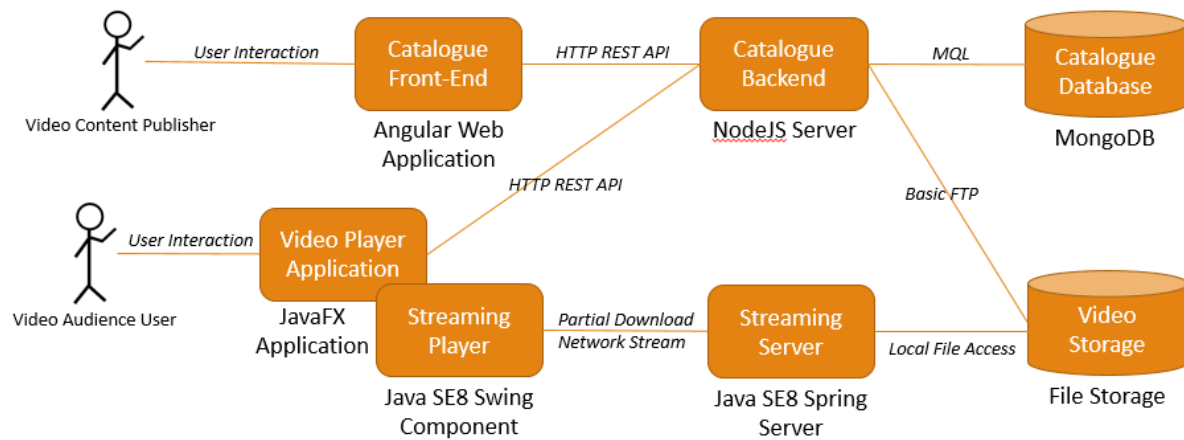 User Interaction
Catalogue
Front-End
HTTP REST API
Catalogue
Backend
MQL
Catalogue
Database
Video Content Publisher
Angular Web
Application
NodeJS Server
MongoDB
HTTP REST API
Basic FTP
User Interaction
Video Player
Application
Video Audience User
JavaFX
Application
Streaming
Player
Partial Download
Network Stream
Streaming
Server
Local File Access
Video
Storage
Java SE8 Swing
Component
Java SE8 Spring
Server
File Storage